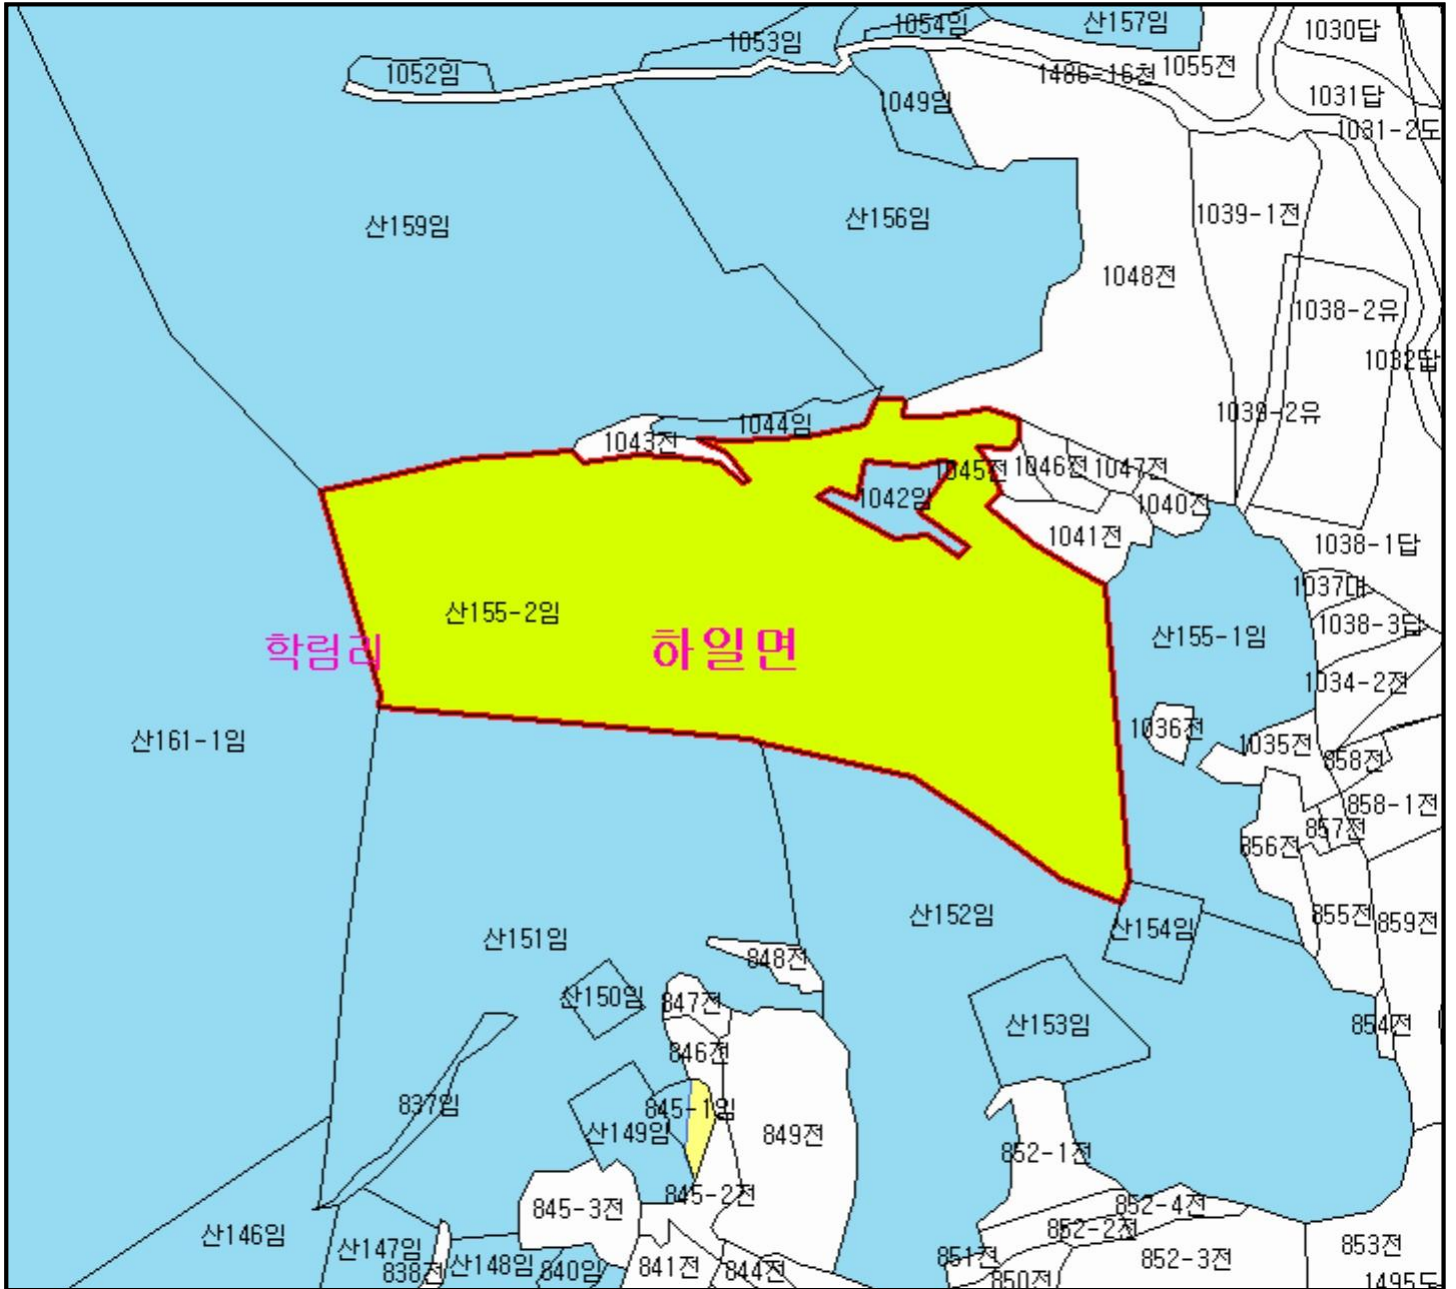 1054임
산157임
1030답
1053임
1052임
1486-16천
1055전
1049임
1031답
1031-2도
산159임
산156임
1039-1전
1048전
1038-2유
1032답
1039-2유
1044임
1043전
1045전
1046전
1047전
1042임
1040전
1041전
1038-1답
1037대
산155-2임
1038-3답
산155-1임
학림리
하일면
1034-2전
1036전
산161-1임
1035전
858전
858-1전
857전
856전
산152임
855전
859전
산154임
산151임
848전
산150임
847전
산153임
854전
846전
837임
845-1임
산149임
849전
852-1전
845-2전
845-3전
852-4전
852-2전
산146임
산147임
853전
851전
852-3전
838전
산148임
840임
841전
844전
850전
1495도